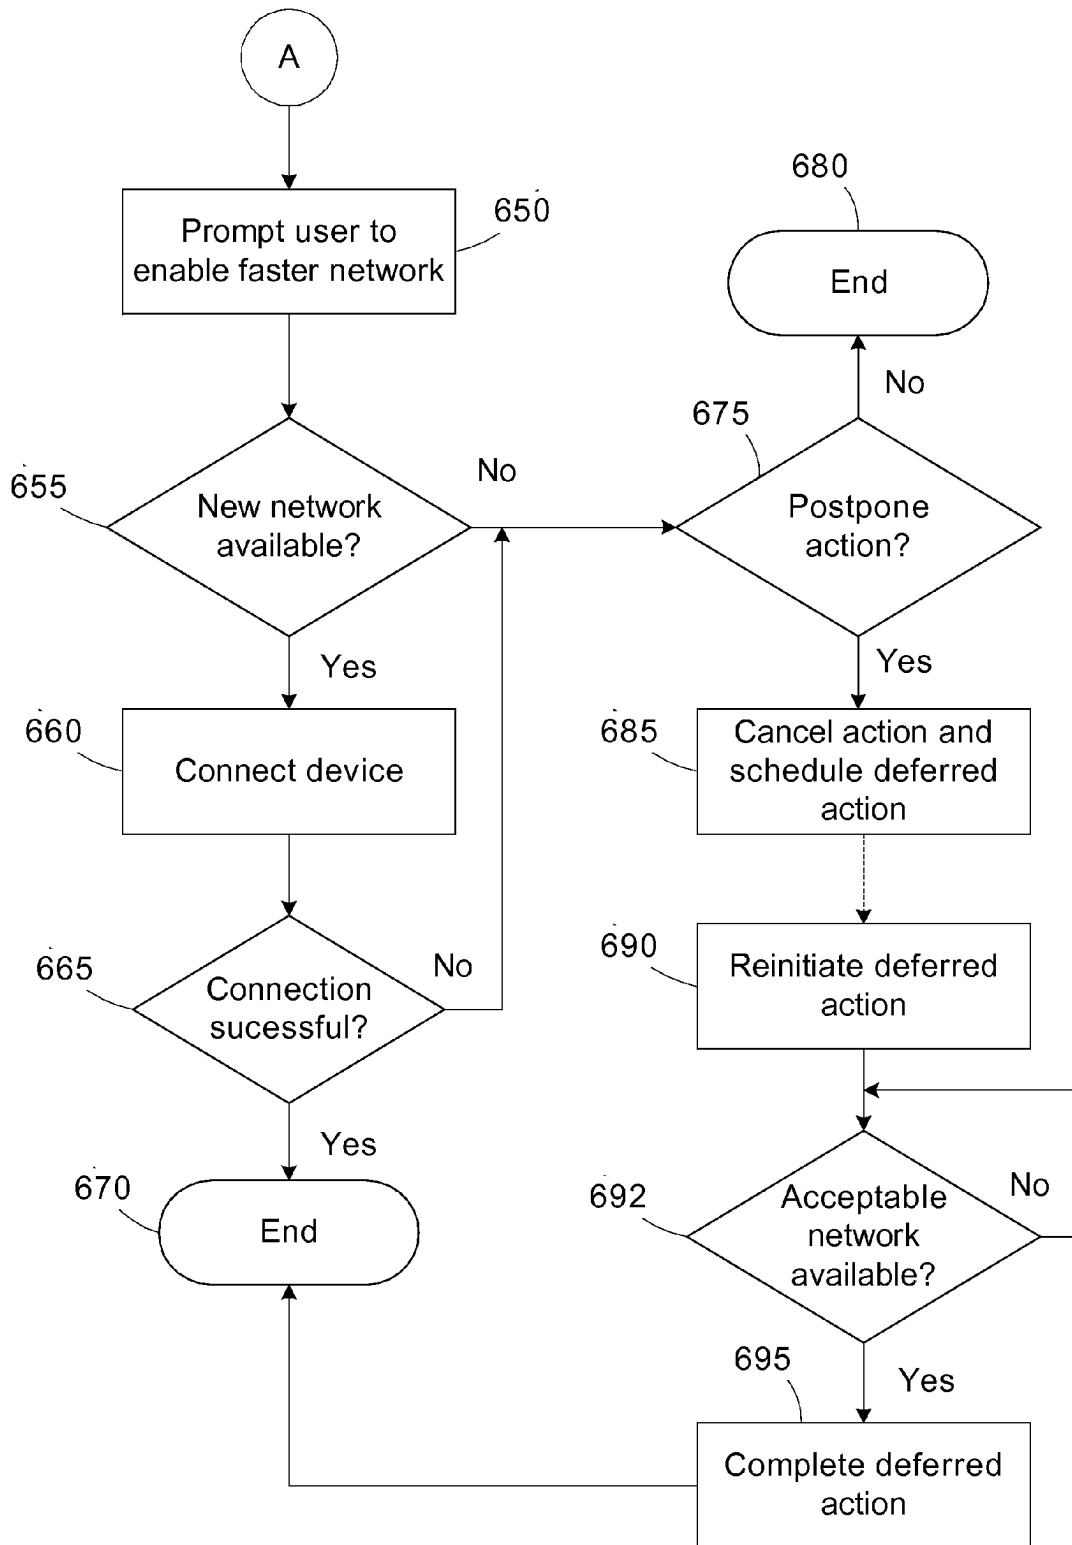 A
680
650
Prompt user to
enable faster network
End
No
675
655
No
New network
available?
Postpone
action?
Yes
Yes
660
Connect device
685
Cancel action and
schedule deferred
action
690
Reinitiate deferred
action
665
No
Connection
sucessful?
Yes
670
End
692
No
Acceptable
network
available?
695
Yes
Complete deferred
action